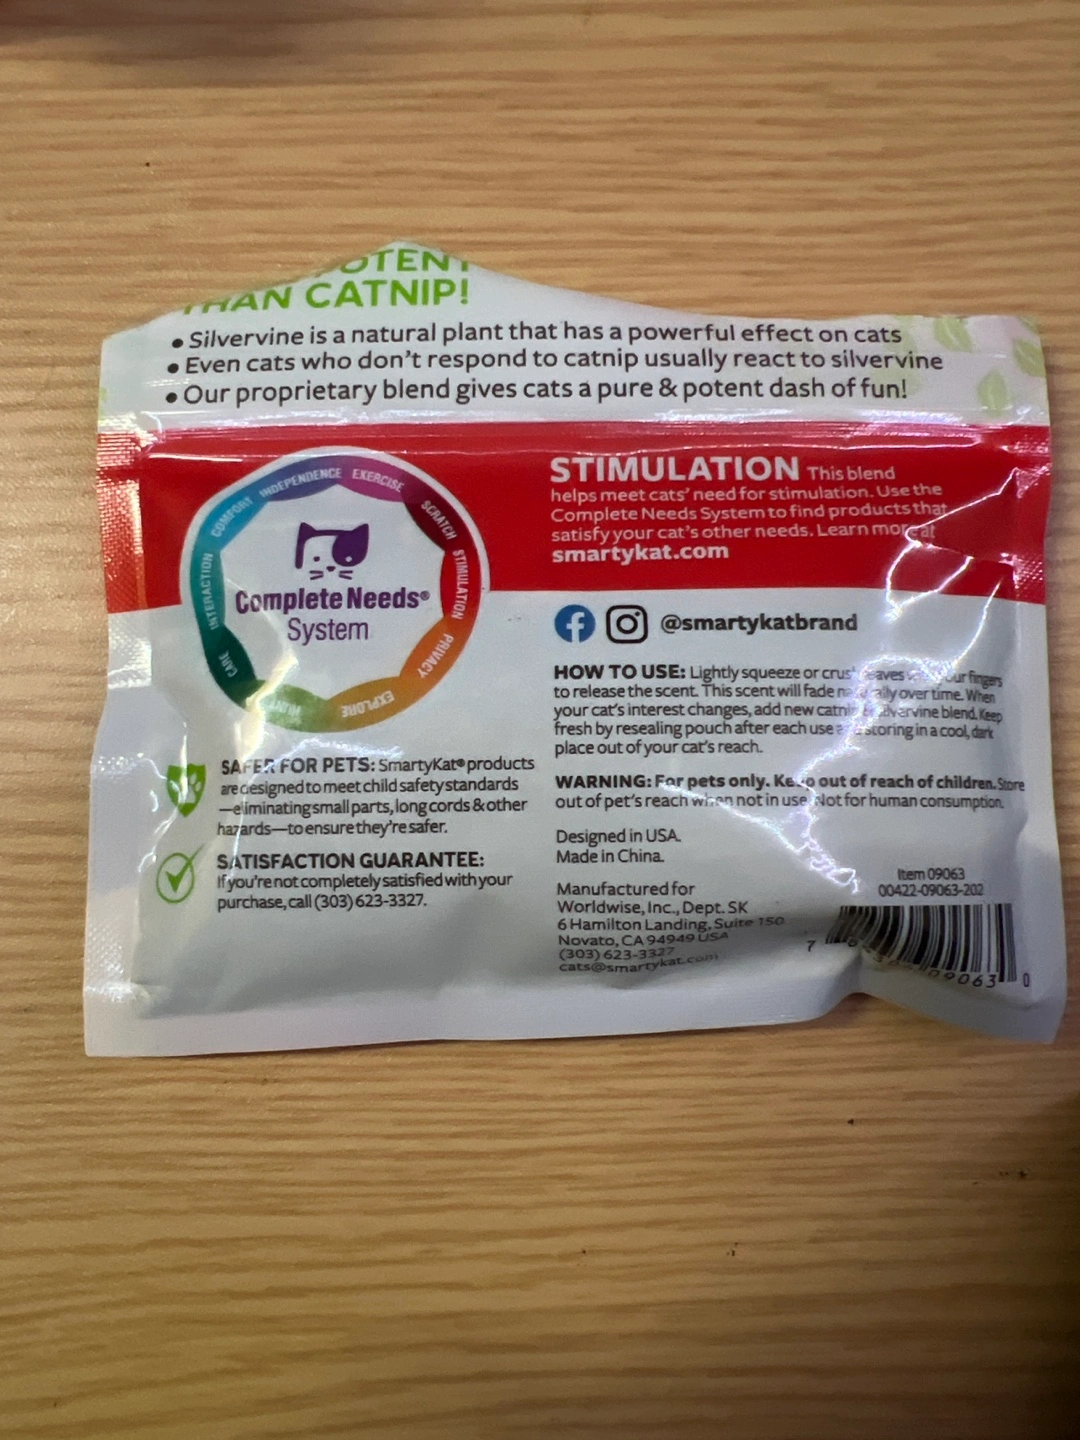 THAN CATNIP!
• Silvervine is a natural plant that has a powerful effect on cats
• Even cats who don't respond to catnip usually react to silvervine
• Our proprietary blend gives cats a pure & potent dash of fun!
INDEPENDENCE
EXERCISE
SCRATCH
STIMULATION
PRIVACY
EXPLORE
HUNT
CARE
INTERACTION
COMFORT
Complete Needs®
System
STIMULATION This blend
helps meet cats' need for stimulation. Use the
Complete Needs System to find products that
satisfy your cat's other needs. Learn more at
smartykat.com
@smartykatbrand
SAFER FOR PETS: SmartyKat® products
are designed to meet child safety standards
—eliminating small parts, long cords & other
hazards—to ensure they're safer.
SATISFACTION GUARANTEE:
If you're not completely satisfied with your
purchase, call (303) 623-3327.
HOW TO USE: Lightly squeeze or crush leaves fingers
to release the scent. This scent will fade naturally over time. When
your cat's interest changes, add new catnip silvervine blend. Keep
fresh by resealing pouch after each use and storing in a cool, dark
place out of your cat's reach.
WARNING: For pets only. Keep out of reach of children. Store
out of pet's reach when not in use. Not for human consumption.
Designed in USA.
Made in China.
Manufactured for
Worldwise, Inc., Dept. SK
6 Hamilton Landing, Suite 150
Novato, CA 94949 USA
(303) 623-3327
cats@smartykat.com
Item 09063
00422-09063-202
7 09063 0